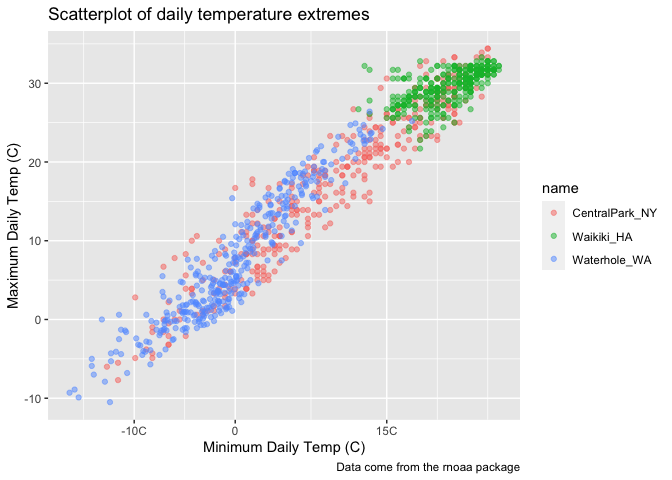 Scatterplot of daily temperature extremes
Maximum Daily Temp (C)
30
20
10
0
-10
-10C 0 15C
Minimum Daily Temp (C)
name
CentralPark_NY
Waikiki_HA
Waterhole_WA
Data come from the rnoaa package